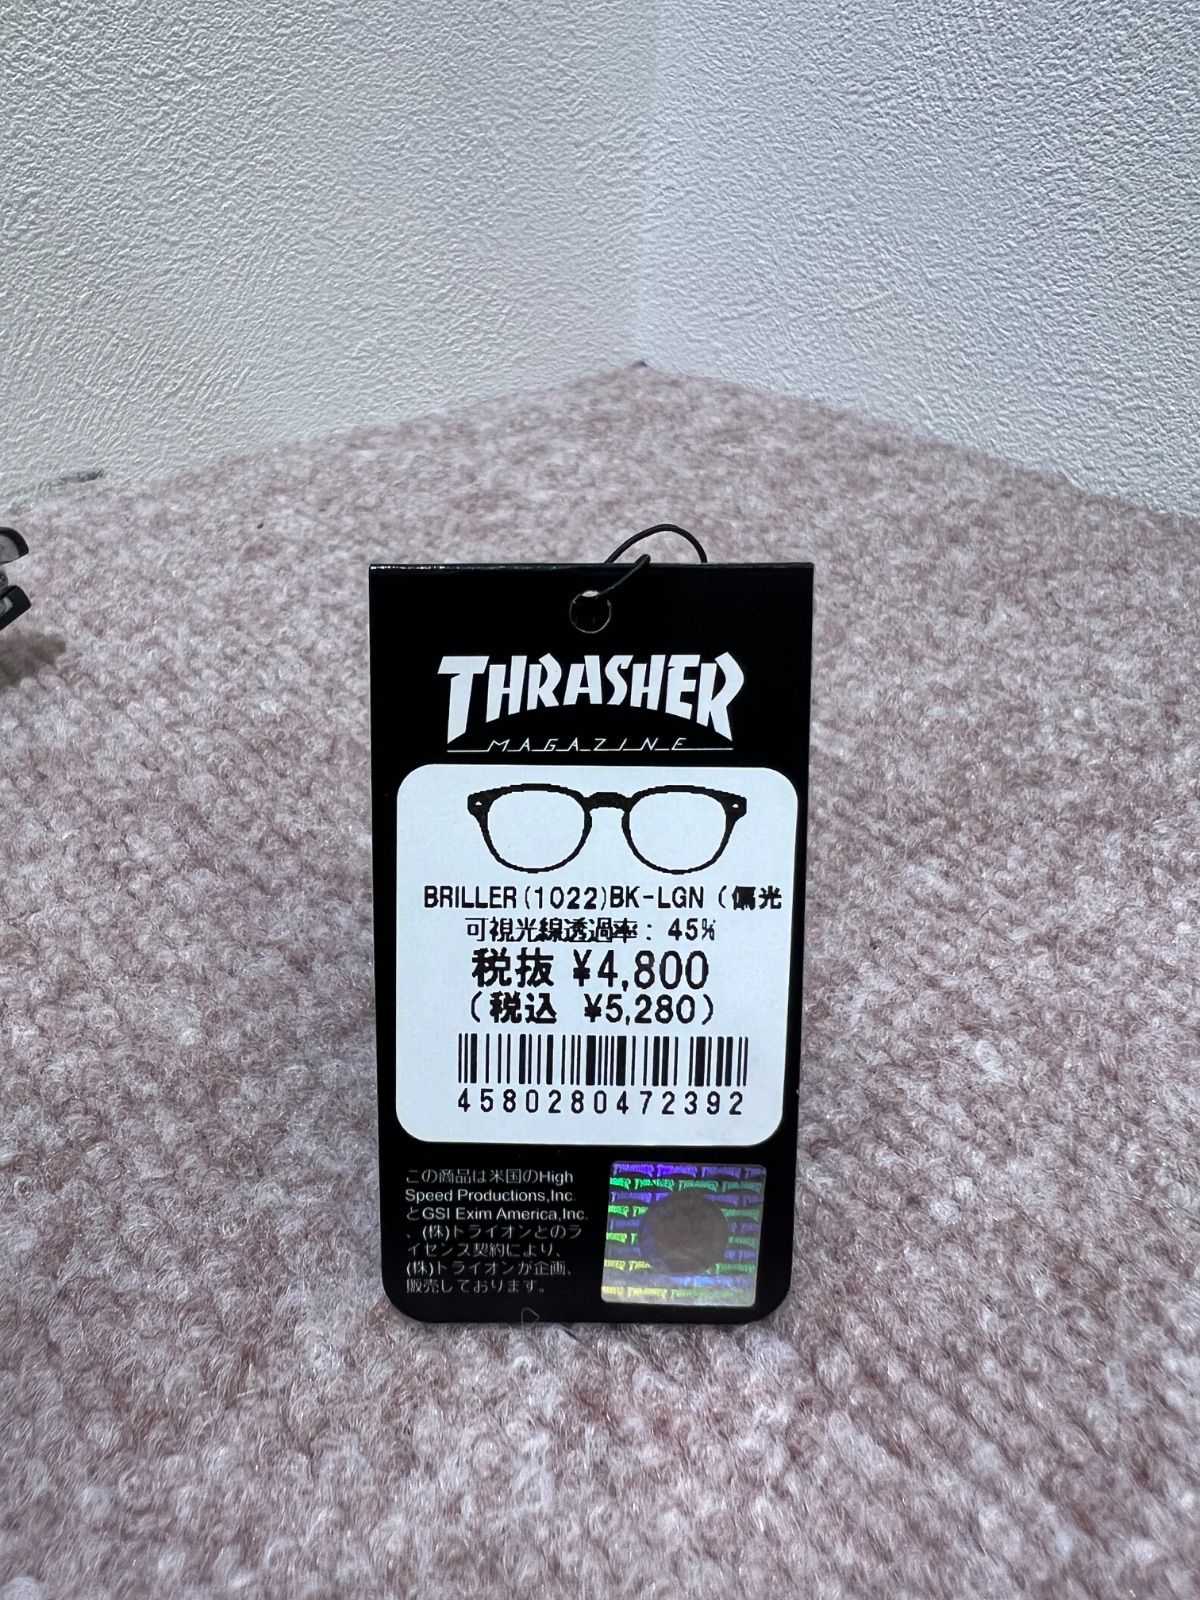 THRASHER
MAGAZINE
BRILLER(1022)BK-LGN (偏光
可視光線透過率: 45%
税抜 ¥4,800
(税込 ¥5,280)
4580280472392
この商品は米国のHigh
Speed Productions,Inc.
とGSI Exim America,Inc.
、(株)トライオンとのラ
イセンス契約により、
(株)トライオンが企画、
販売しております。